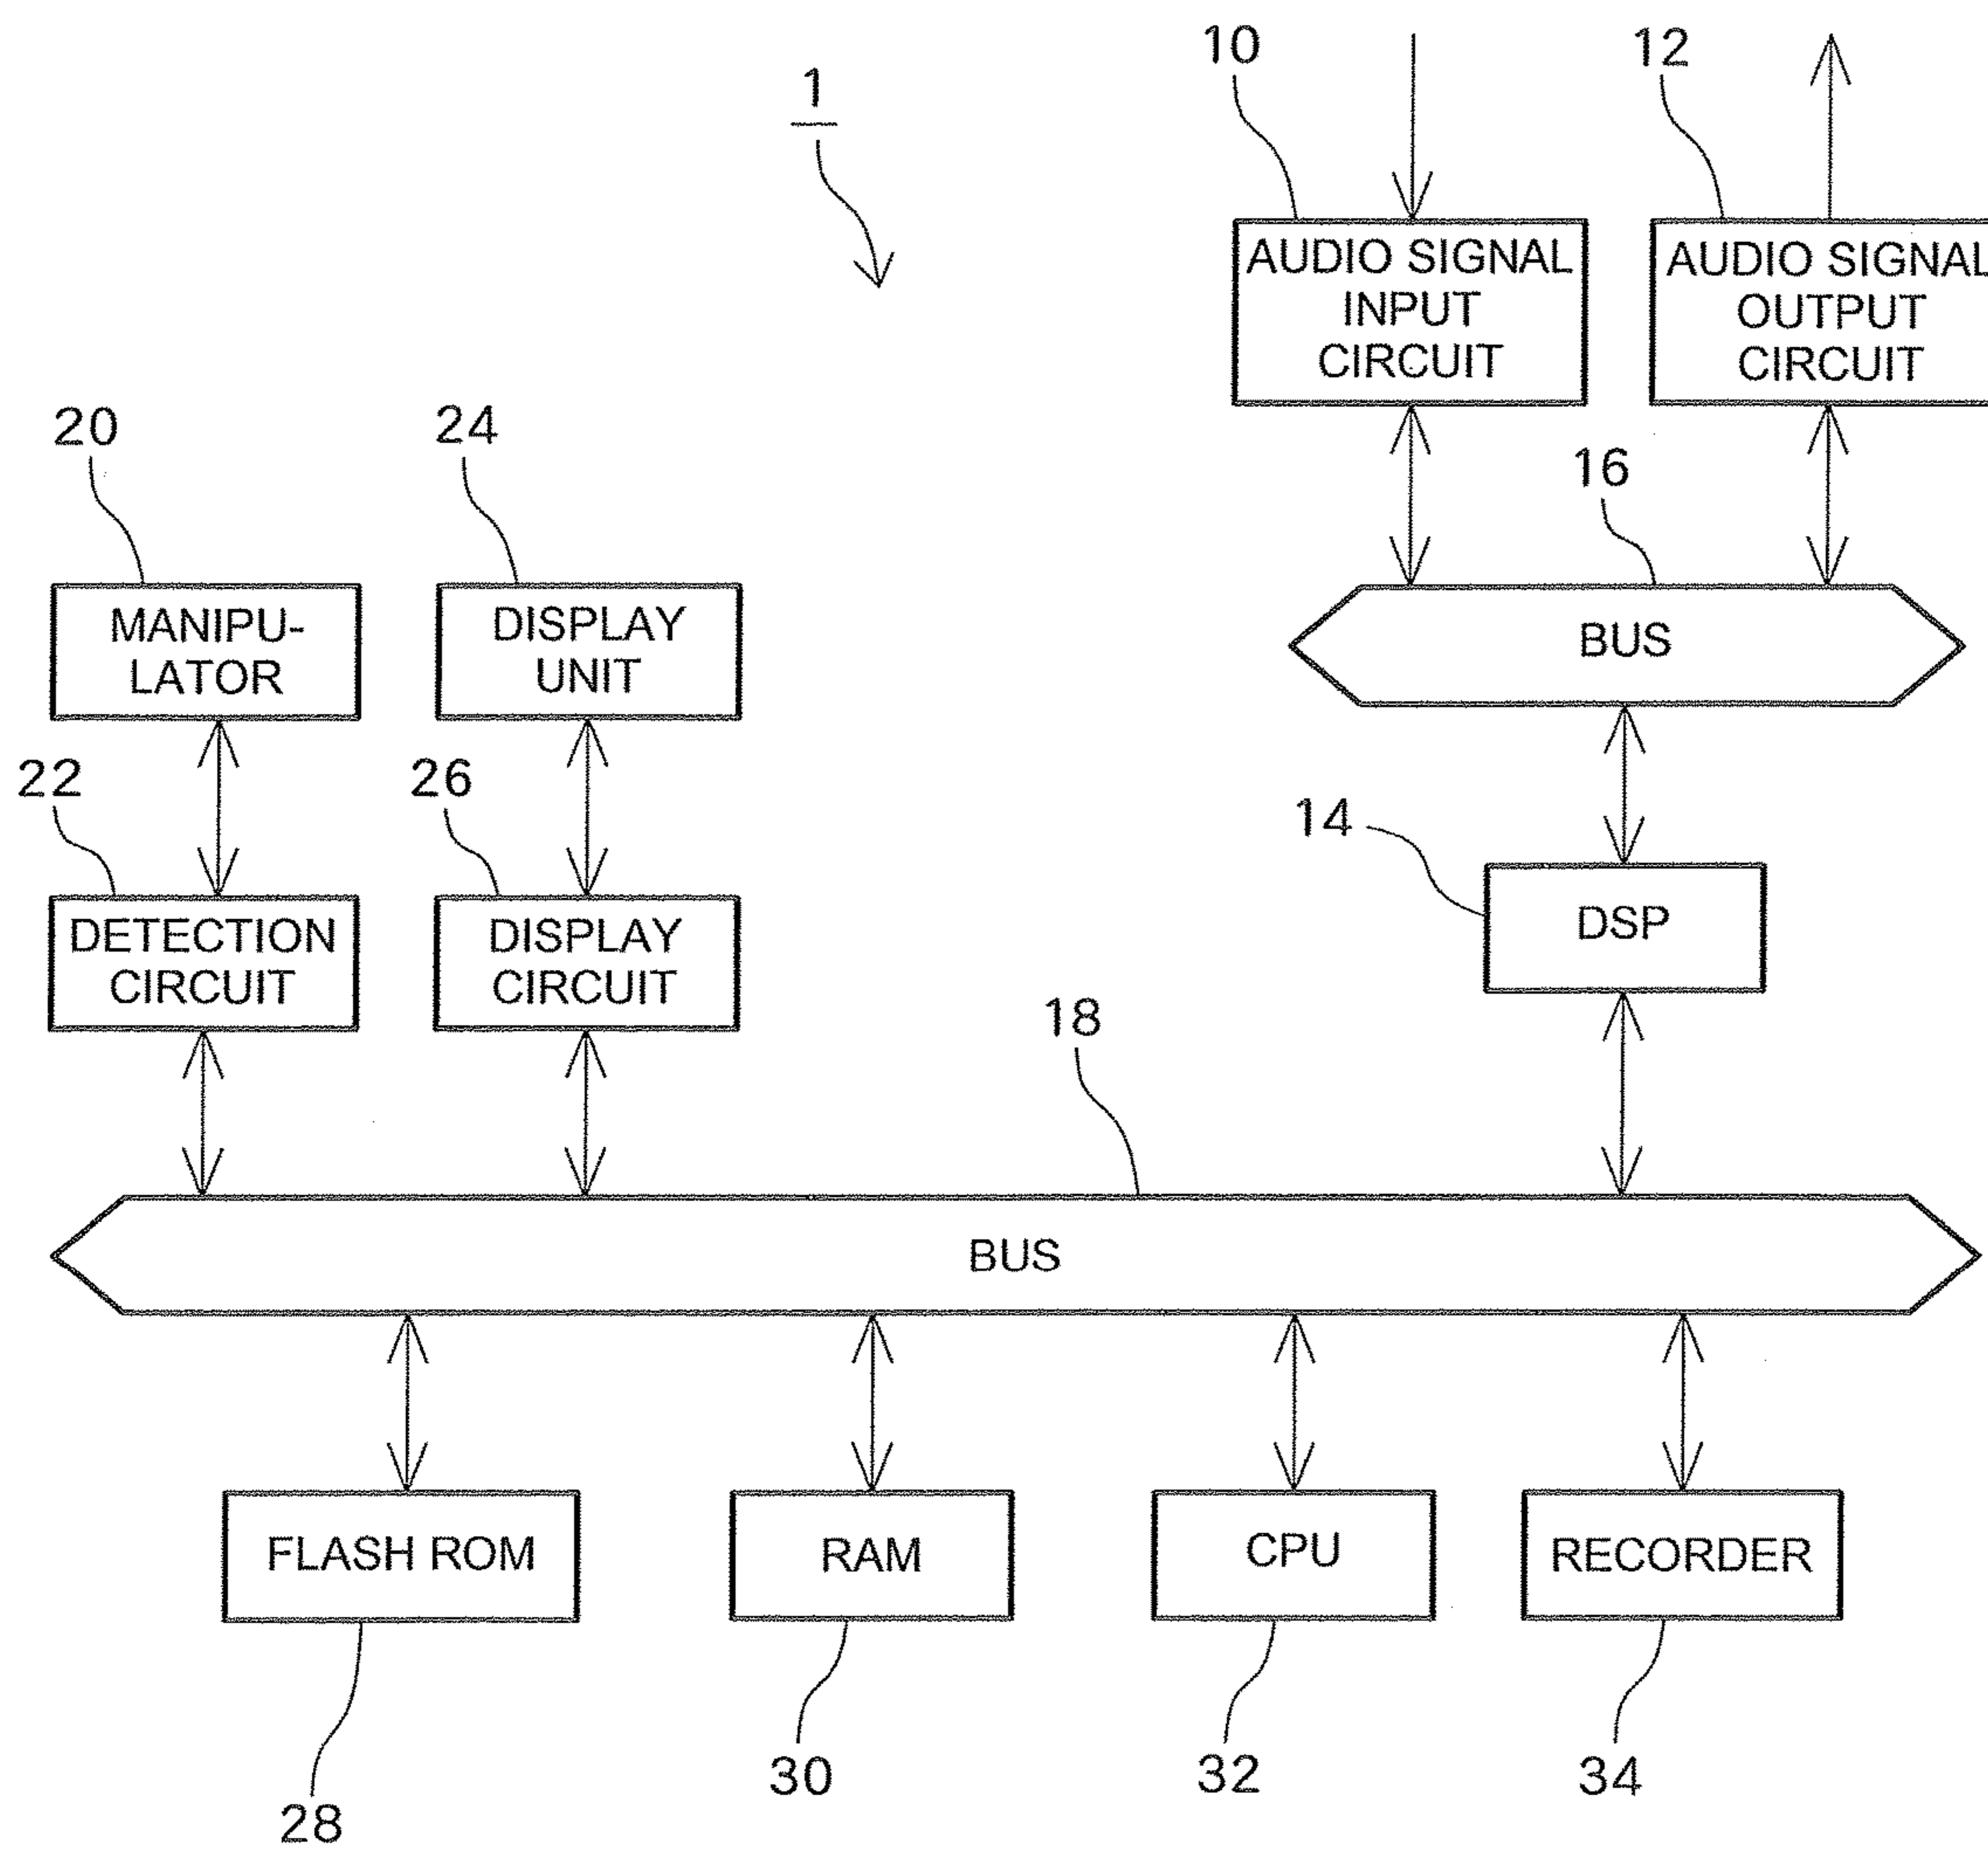 1
10
12
AUDIO SIGNAL
INPUT
CIRCUIT
AUDIO SIGNAL
OUTPUT
CIRCUIT
20
24
16
MANIPU-
LATOR
DISPLAY
UNIT
BUS
22
26
14
DETECTION
CIRCUIT
DISPLAY
CIRCUIT
DSP
18
BUS
FLASH ROM
RAM
CPU
RECORDER
28
30
32
34